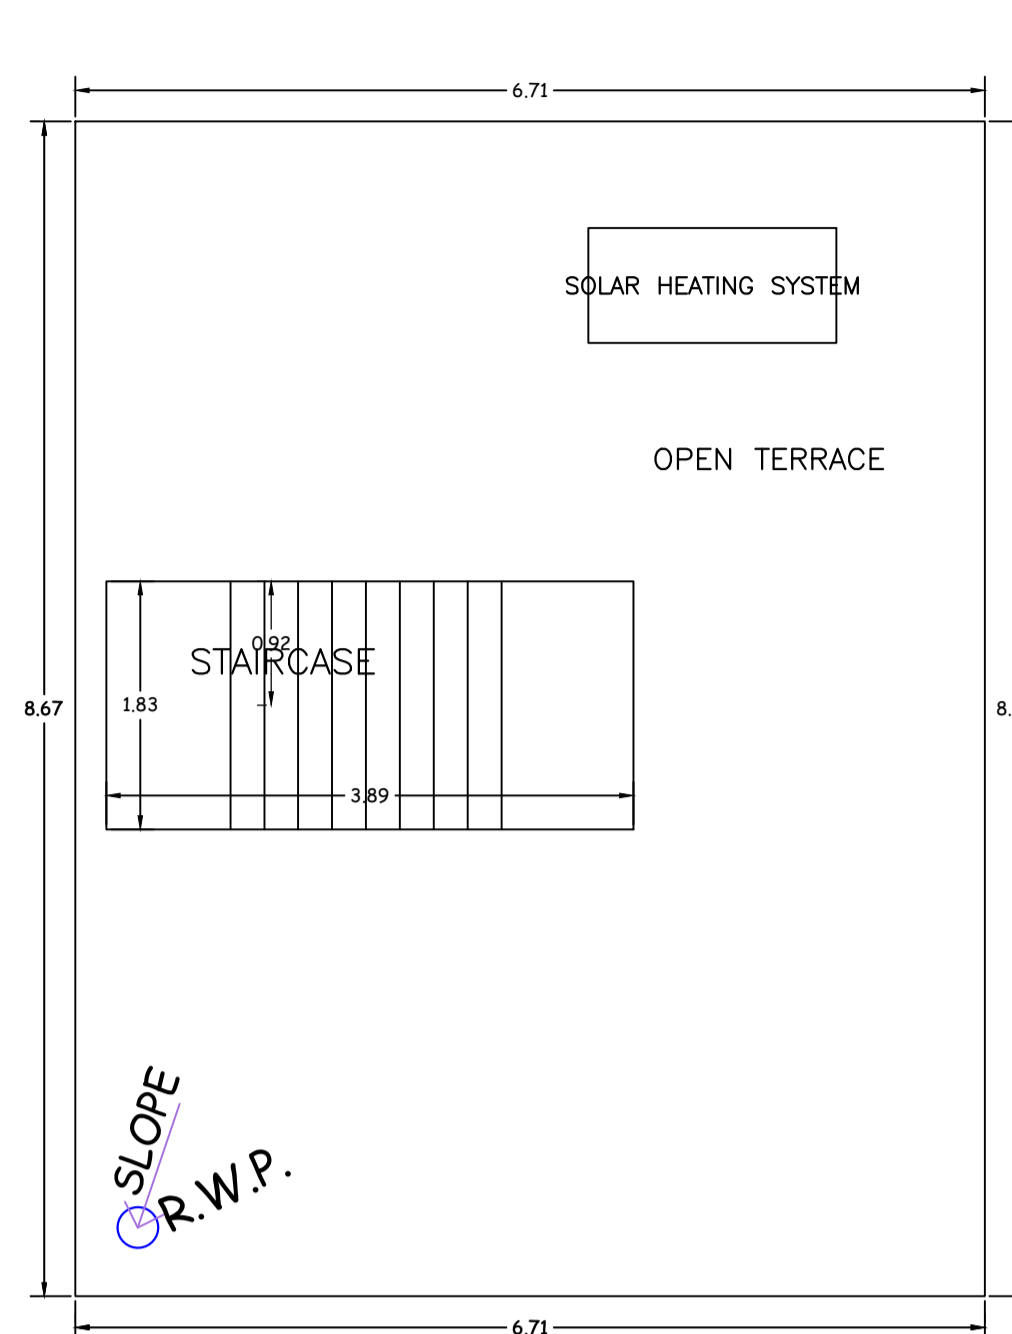 6.71
SOLAR HEATING SYSTEM
OPEN TERRACE
0.92
STAIRCASE
1.83
8.67
8.
3.89
SLOPE
R.W.P.
6.71